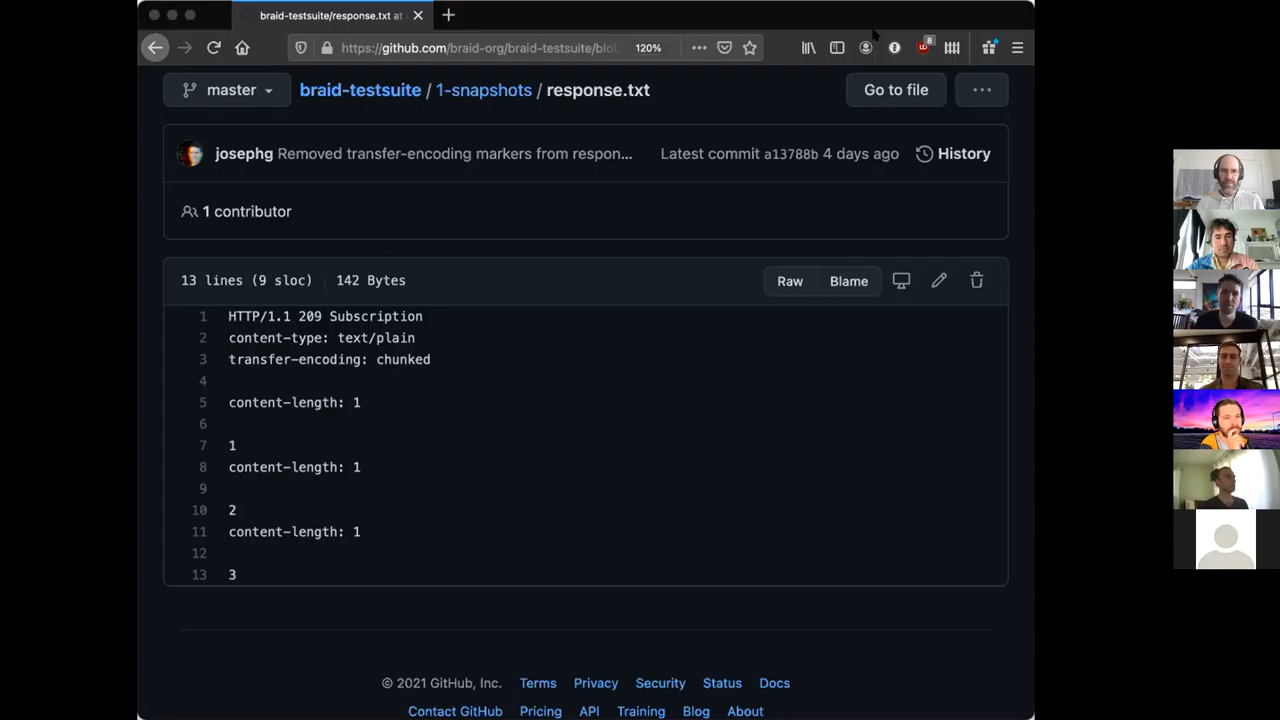 braid-testsuite/response.txt at
https://github.com/braid-org/braid-testsuite/blo
120%
8
master
braid-testsuite / 1-snapshots / response.txt
Go to file
josephg Removed transfer-encoding markers from respon...
Latest commit a13788b 4 days ago
History
1 contributor
13 lines (9 sloc) 142 Bytes
Raw
Blame
1 HTTP/1.1 209 Subscription
2 content-type: text/plain
3 transfer-encoding: chunked
4
5 content-length: 1
6
7 1
8 content-length: 1
9
10 2
11 content-length: 1
12
13 3
© 2021 GitHub, Inc. Terms Privacy Security Status Docs
Contact GitHub Pricing API Training Blog About